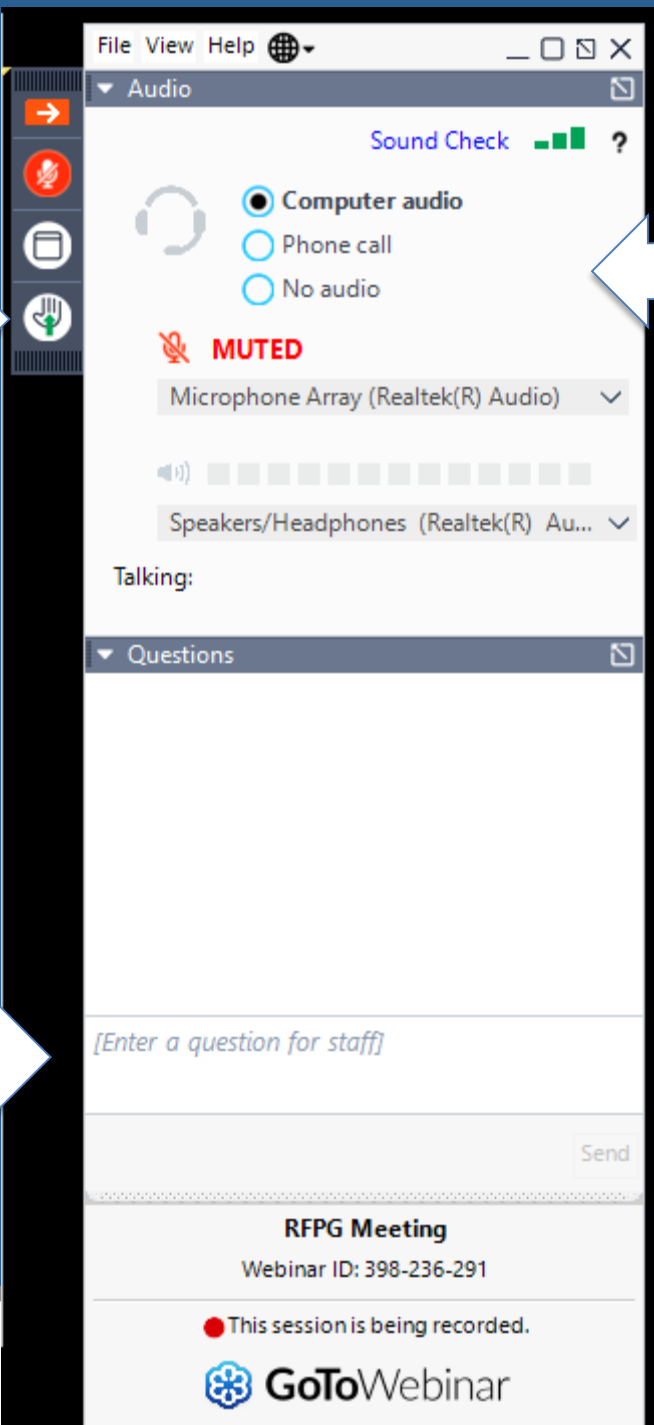 File View Help
Audio
Sound Check ?
Computer audio
Phone call
No audio
MUTED
Microphone Array (Realtek(R) Audio)
Speakers/Headphones (Realtek(R) Au...
Talking:
Questions
[Enter a question for staff]
Send
RFPG Meeting
Webinar ID: 398-236-291
This session is being recorded.
GoToWebinar